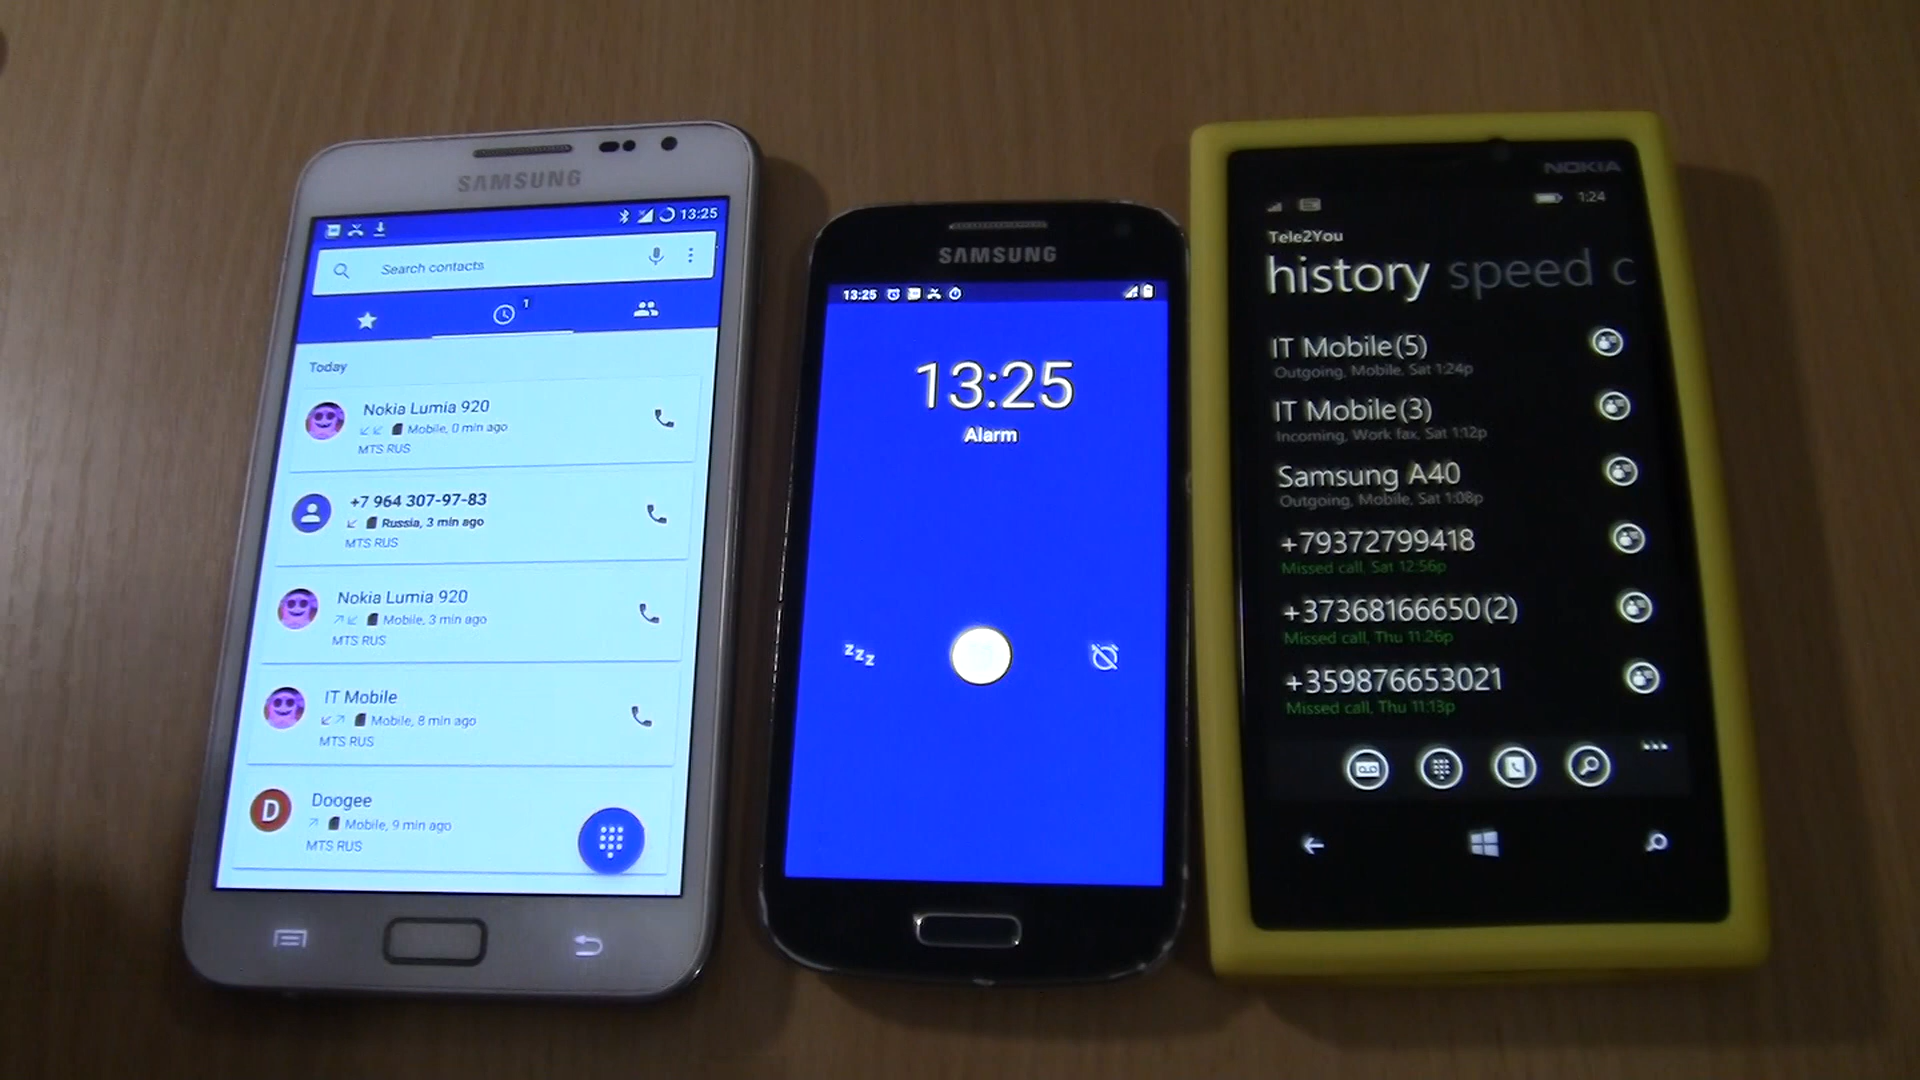 SAMSUNG
13:25
Search contacts
1
Today
Nokia Lumia 920
Mobile, 0 min ago
MTS RUS
+7 964 307-97-83
Russia, 3 min ago
MTS RUS
Nokia Lumia 920
Mobile, 3 min ago
MTS RUS
IT Mobile
Mobile, 8 min ago
MTS RUS
D
Doogee
Mobile, 9 min ago
MTS RUS
SAMSUNG
13:25
13:25
Alarm
zzz
NOKIA
1:24
Tele2You
history speed c
IT Mobile(5)
Outgoing, Mobile, Sat 1:24p
IT Mobile(3)
Incoming, Work fax, Sat 1:12p
Samsung A40
Outgoing, Mobile, Sat 1:08p
+79372799418
Missed call, Sat 12:56p
+37368166650(2)
Missed call, Thu 11:26p
+359876653021
Missed call, Thu 11:13p